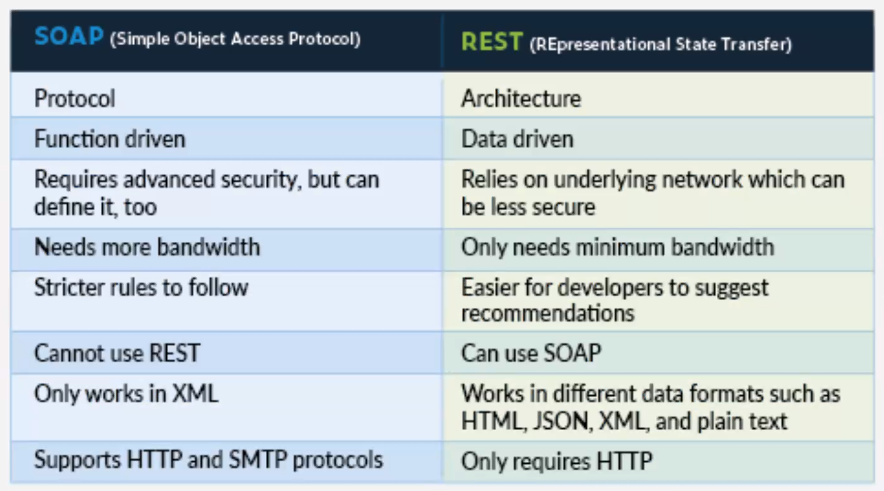 SOAP (Simple Object Access Protocol)
REST (REpresentational State Transfer)
Protocol
Architecture
Function driven
Data driven
Requires advanced security, but can
define it, too
Relies on underlying network which can
be less secure
Needs more bandwidth
Only needs minimum bandwidth
Stricter rules to follow
Easier for developers to suggest
recommendations
Cannot use REST
Can use SOAP
Only works in XML
Works in different data formats such as
HTML, JSON, XML, and plain text
Supports HTTP and SMTP protocols
Only requires HTTP